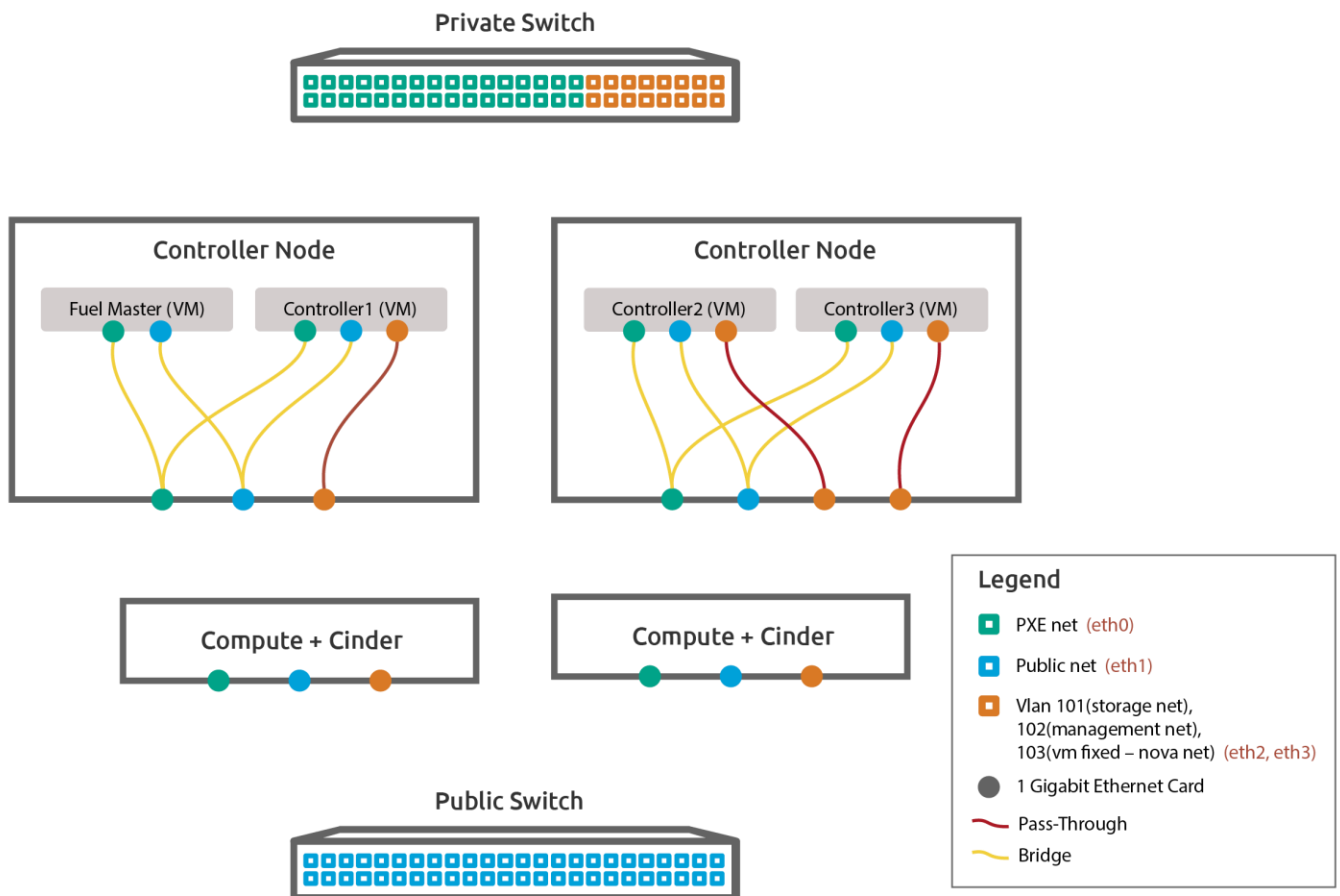 Private Switch
Controller Node
Fuel Master (VM)
Controller1 (VM)
Controller Node
Controller2 (VM)
Controller3 (VM)
Compute + Cinder
Compute + Cinder
Public Switch
Legend
PXE net (eth0)
Public net (eth1)
Vlan 101(storage net),
102(management net),
103(vm fixed – nova net) (eth2, eth3)
1 Gigabit Ethernet Card
Pass-Through
Bridge